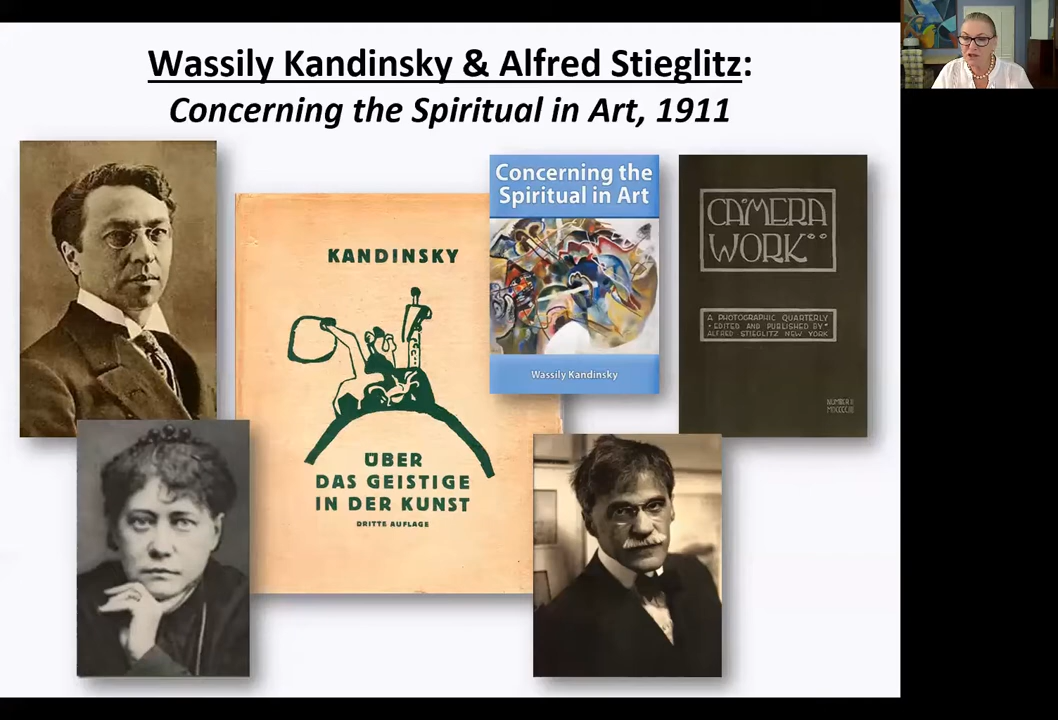 Wassily Kandinsky & Alfred Stieglitz:
Concerning the Spiritual in Art, 1911
KANDINSKY
ÜBER
DAS GEISTIGE
IN DER KUNST
DRITTE AUFLAGE
Concerning the
Spiritual in Art
Wassily Kandinsky
CAMERA
WORK
A PHOTOGRAPHIC QUARTERLY
EDITED AND PUBLISHED BY
ALFRED STIEGLITZ NEW YORK